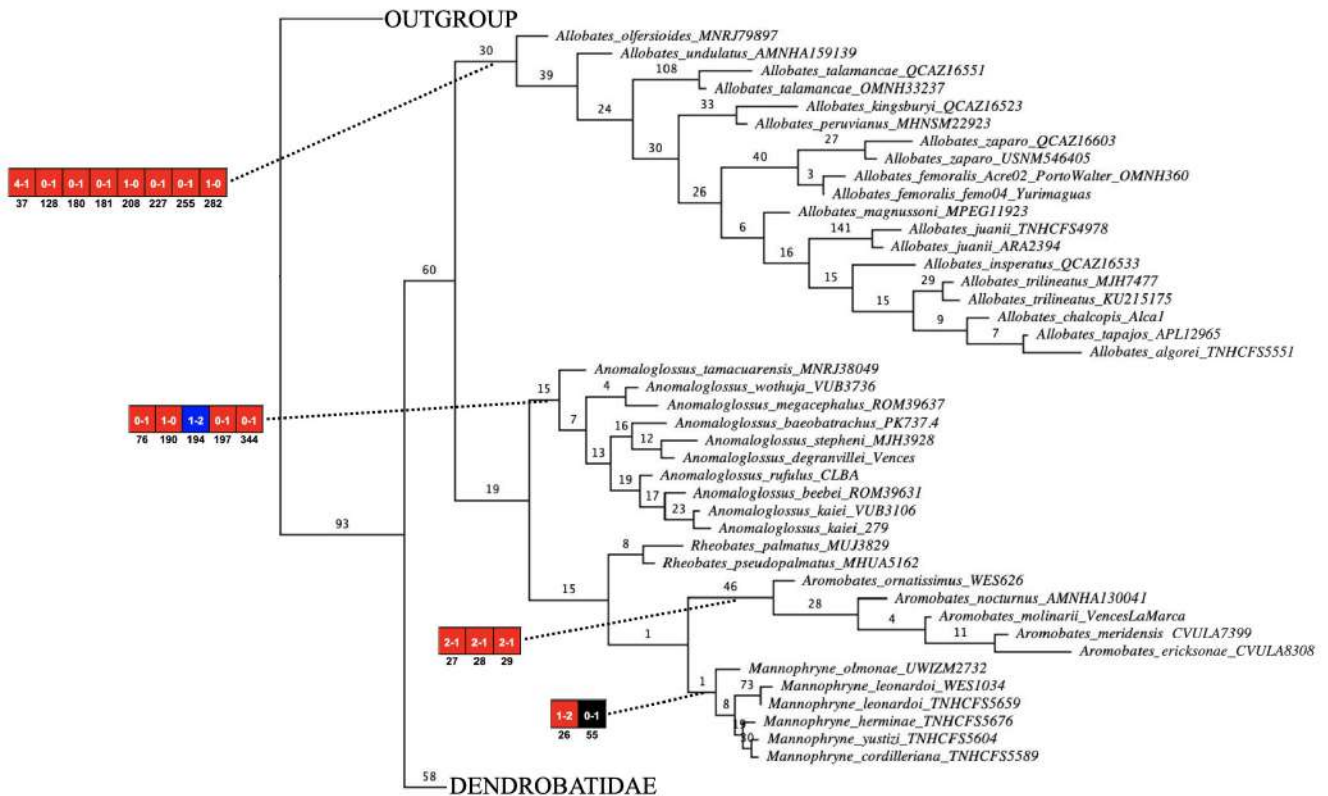 OUTGROUP
30
Allobates_olfersioides_MNRJ79897
Allobates_undulatus_AMNHA159139
39
108
Allobates_talamancae_QCAZ16551
Allobates_talamancae_OMNH33237
24
33
Allobates_kingsburyi_QCAZ16523
Allobates_peruvianus_MHNSM22923
30
27
Allobates_zaparo_QCAZ16603
Allobates_zaparo_USNM546405
40
3
Allobates_femoralis_Acre02_PortoWalter_OMNH360
Allobates_femoralis_femo04_Yurimaguas
26
Allobates_magnussoni_MPEG11923
6
141
Allobates_juanii_TNHCFS4978
Allobates_juanii_ARA2394
16
Allobates_insperatus_QCAZ16533
15
29
Allobates_trilineatus_MJH7477
Allobates_trilineatus_KU215175
15
Allobates_chalcopis_Alca1
9
7
Allobates_tapajos_APL12965
Allobates_algorei_TNHCFS5551
4-1 0-1 0-1 0-1 1-0 0-1 0-1 1-0
37 128 180 181 208 227 255 282
60
Anomaloglossus_tamacuarensis_MNRJ38049
15
4
Anomaloglossus_wothuja_VUB3736
Anomaloglossus_megacephalus_ROM39637
7
16
Anomaloglossus_baeobatrachus_PK737.4
12
Anomaloglossus_stepheni_MJH3928
Anomaloglossus_degranvillei_Vences
13
Anomaloglossus_rufulus_CLBA
19
17
Anomaloglossus_beebei_ROM39631
23
Anomaloglossus_kaiei_VUB3106
Anomaloglossus_kaiei_279
0-1 1-0 1-2 0-1 0-1
76 190 194 197 344
19
93
8
Rheobates_palmatus_MUJ3829
Rheobates_pseudopalmatus_MHUA5162
15
46
Aromobates_ornatissimus_WES626
28
Aromobates_nocturnus_AMNHA130041
4
Aromobates_molinarii_VencesLaMarca
11
Aromobates_meridensis CVULA7399
Aromobates_ericksonae_CVULA8308
2-1 2-1 2-1
27 28 29
1
Mannophryne_olmonae_UWIZM2732
1
73
Mannophryne_leonardoi_WES1034
Mannophryne_leonardoi_TNHCFS5659
8
Mannophryne_herminae_TNHCFS5676
Mannophryne_yustizi_TNHCFS5604
30
Mannophryne_cordilleriana_TNHCFS5589
1-2 0-1
26 55
58
DENDROBATIDAE